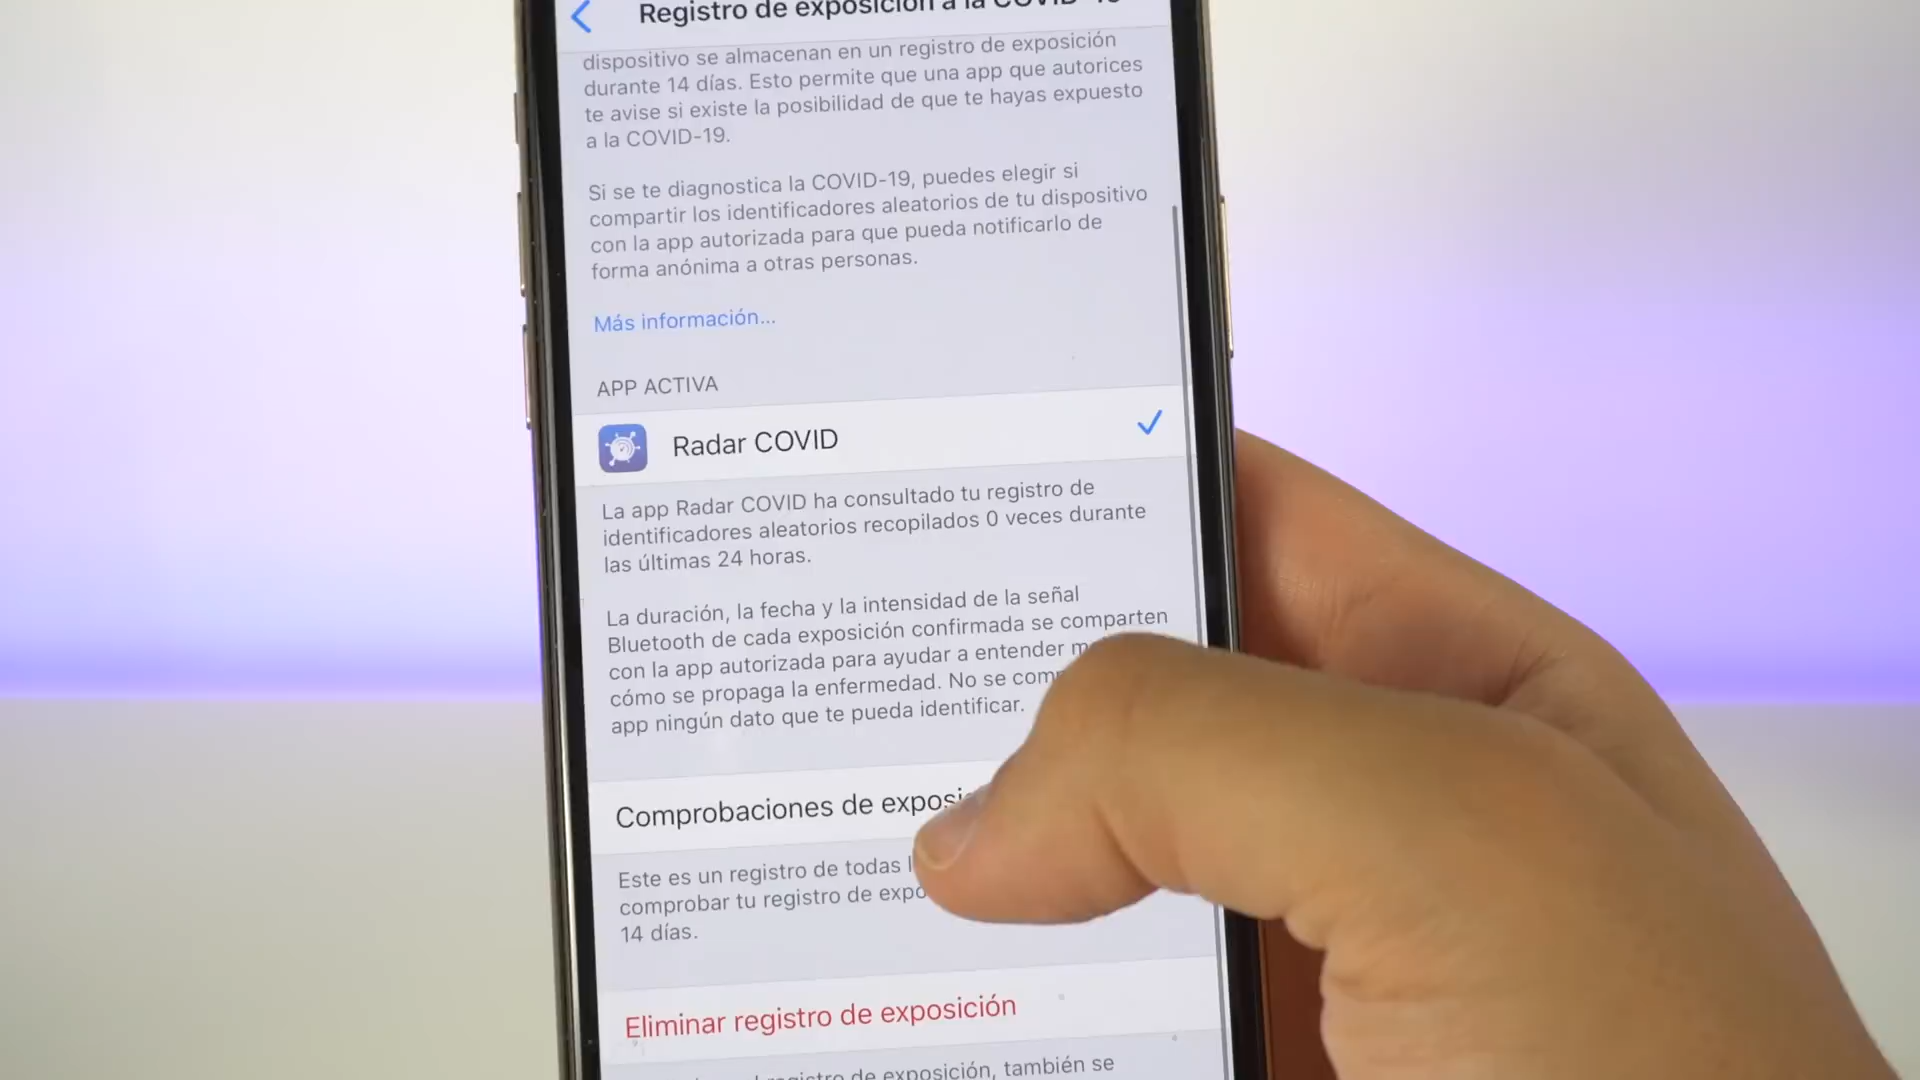 Registro de exposición a la COVID-19
dispositivo se almacenan en un registro de exposición
durante 14 días. Esto permite que una app que autorices
te avise si existe la posibilidad de que te hayas expuesto
a la COVID-19.
Si se te diagnostica la COVID-19, puedes elegir si
compartir los identificadores aleatorios de tu dispositivo
con la app autorizada para que pueda notificarlo de
forma anónima a otras personas.
Más información...
APP ACTIVA
Radar COVID
La app Radar COVID ha consultado tu registro de
identificadores aleatorios recopilados 0 veces durante
las últimas 24 horas.
La duración, la fecha y la intensidad de la señal
Bluetooth de cada exposición confirmada se comparten
con la app autorizada para ayudar a entender
cómo se propaga la enfermedad. No se
app ningún dato que te pueda identificar.
Comprobaciones de
Este es un registro de todas
comprobar tu registro de
14 días.
Eliminar registro de exposición
registro de exposición, también se